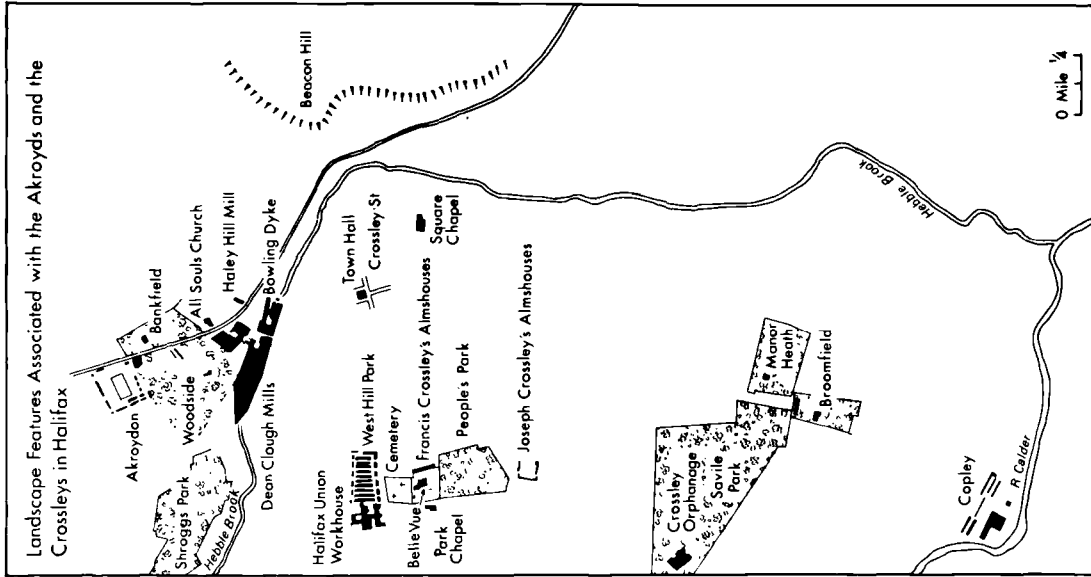 Landscape Features Associated with the Akroyds and the
Crossleys in Halifax
Shroggs Park
Hebble Brook
Akroydon
Woodside
Bankfield
All Souls Church
Haley Hill Mill
Bowling Dyke
Dean Clough Mills
Beacon Hill
Halifax Union
Workhouse
West Hill Park
Cemetery
Town Hall
Crossley St
Belle Vue
Francis Crossley's Almshouses
Square
Chapel
Park
Chapel
People's Park
Joseph Crossley's Almshouses
Hebble Brook
Crossley
Orphanage
Savile
Park
Manor
Heath
Broomfield
Copley
R Calder
0 Mile ¼